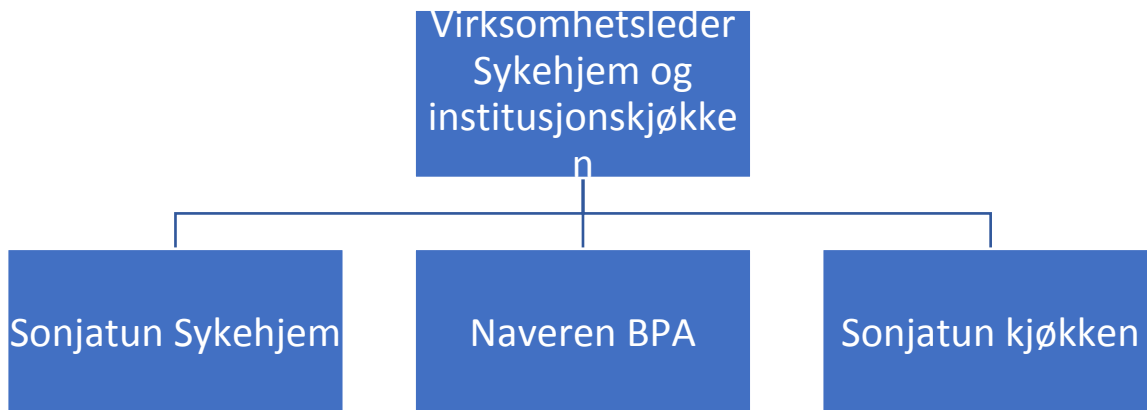 Virksomhetsleder
Sykehjem og
institusjonskjøkke
n
Sonjatun Sykehjem
Naveren BPA
Sonjatun kjøkken